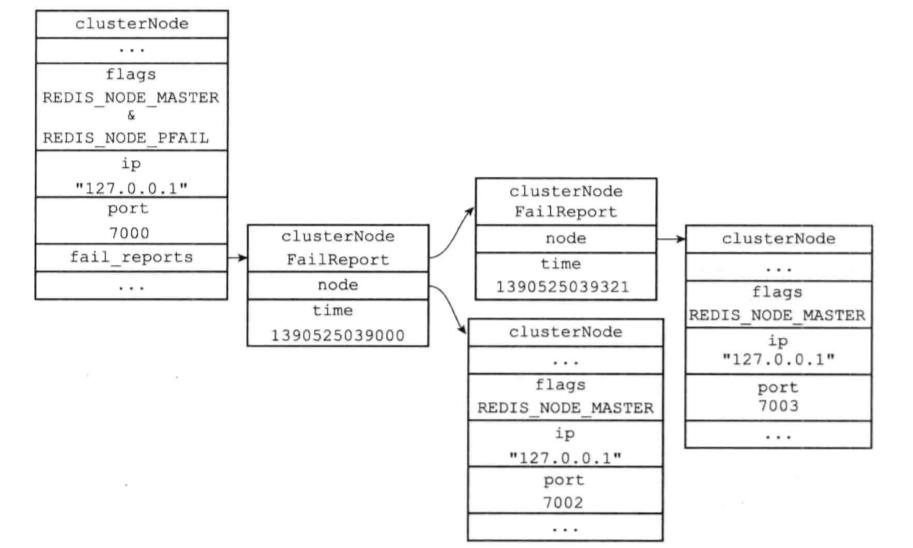 clusterNode
...
flags
REDIS_NODE_MASTER
&
REDIS_NODE_PFAIL
ip
"127.0.0.1"
port
7000
fail_reports
...
clusterNode
FailReport
node
time
1390525039000
clusterNode
FailReport
node
time
1390525039321
clusterNode
...
flags
REDIS_NODE_MASTER
ip
"127.0.0.1"
port
7002
...
clusterNode
...
flags
REDIS_NODE_MASTER
ip
"127.0.0.1"
port
7003
...